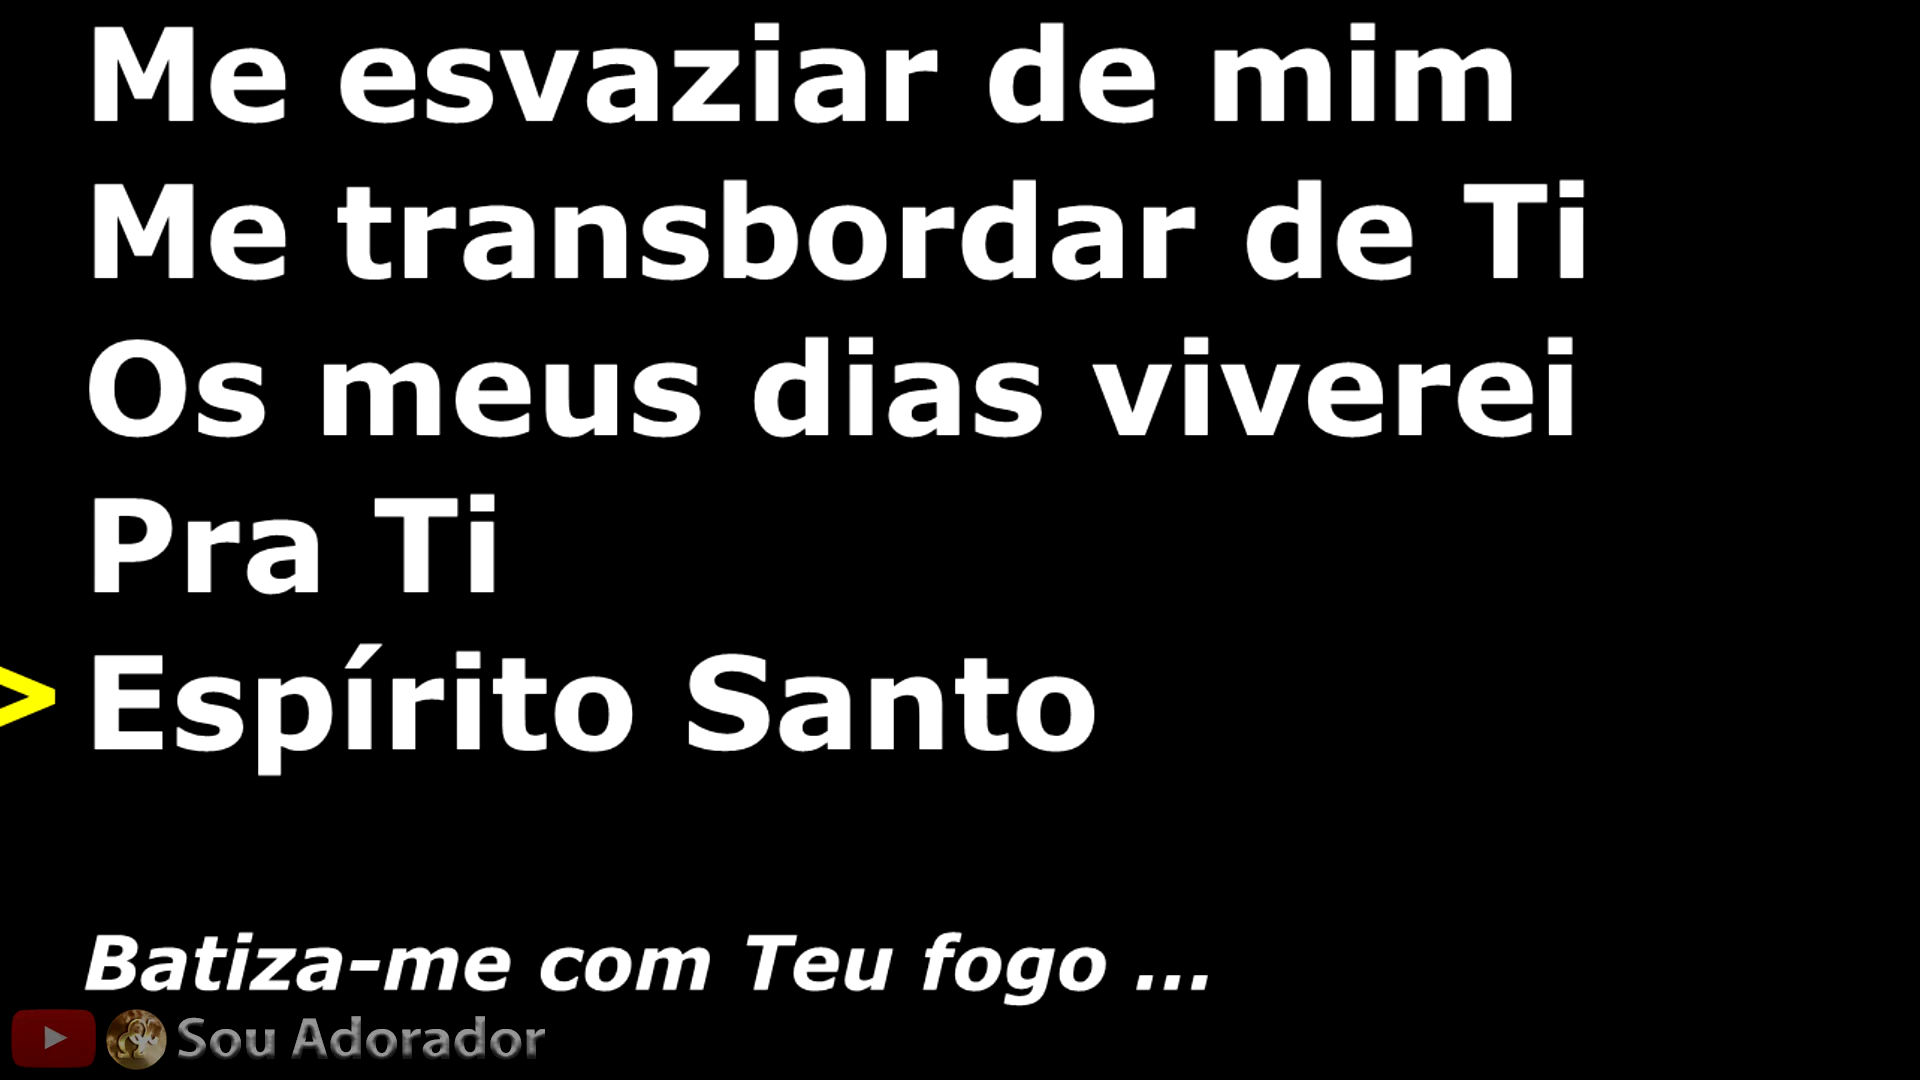 Me esvaziar de mim
Me transbordar de Ti
Os meus dias viverei
Pra Ti
> Espírito Santo
Batiza-me com Teu fogo ...
Sou Adorador